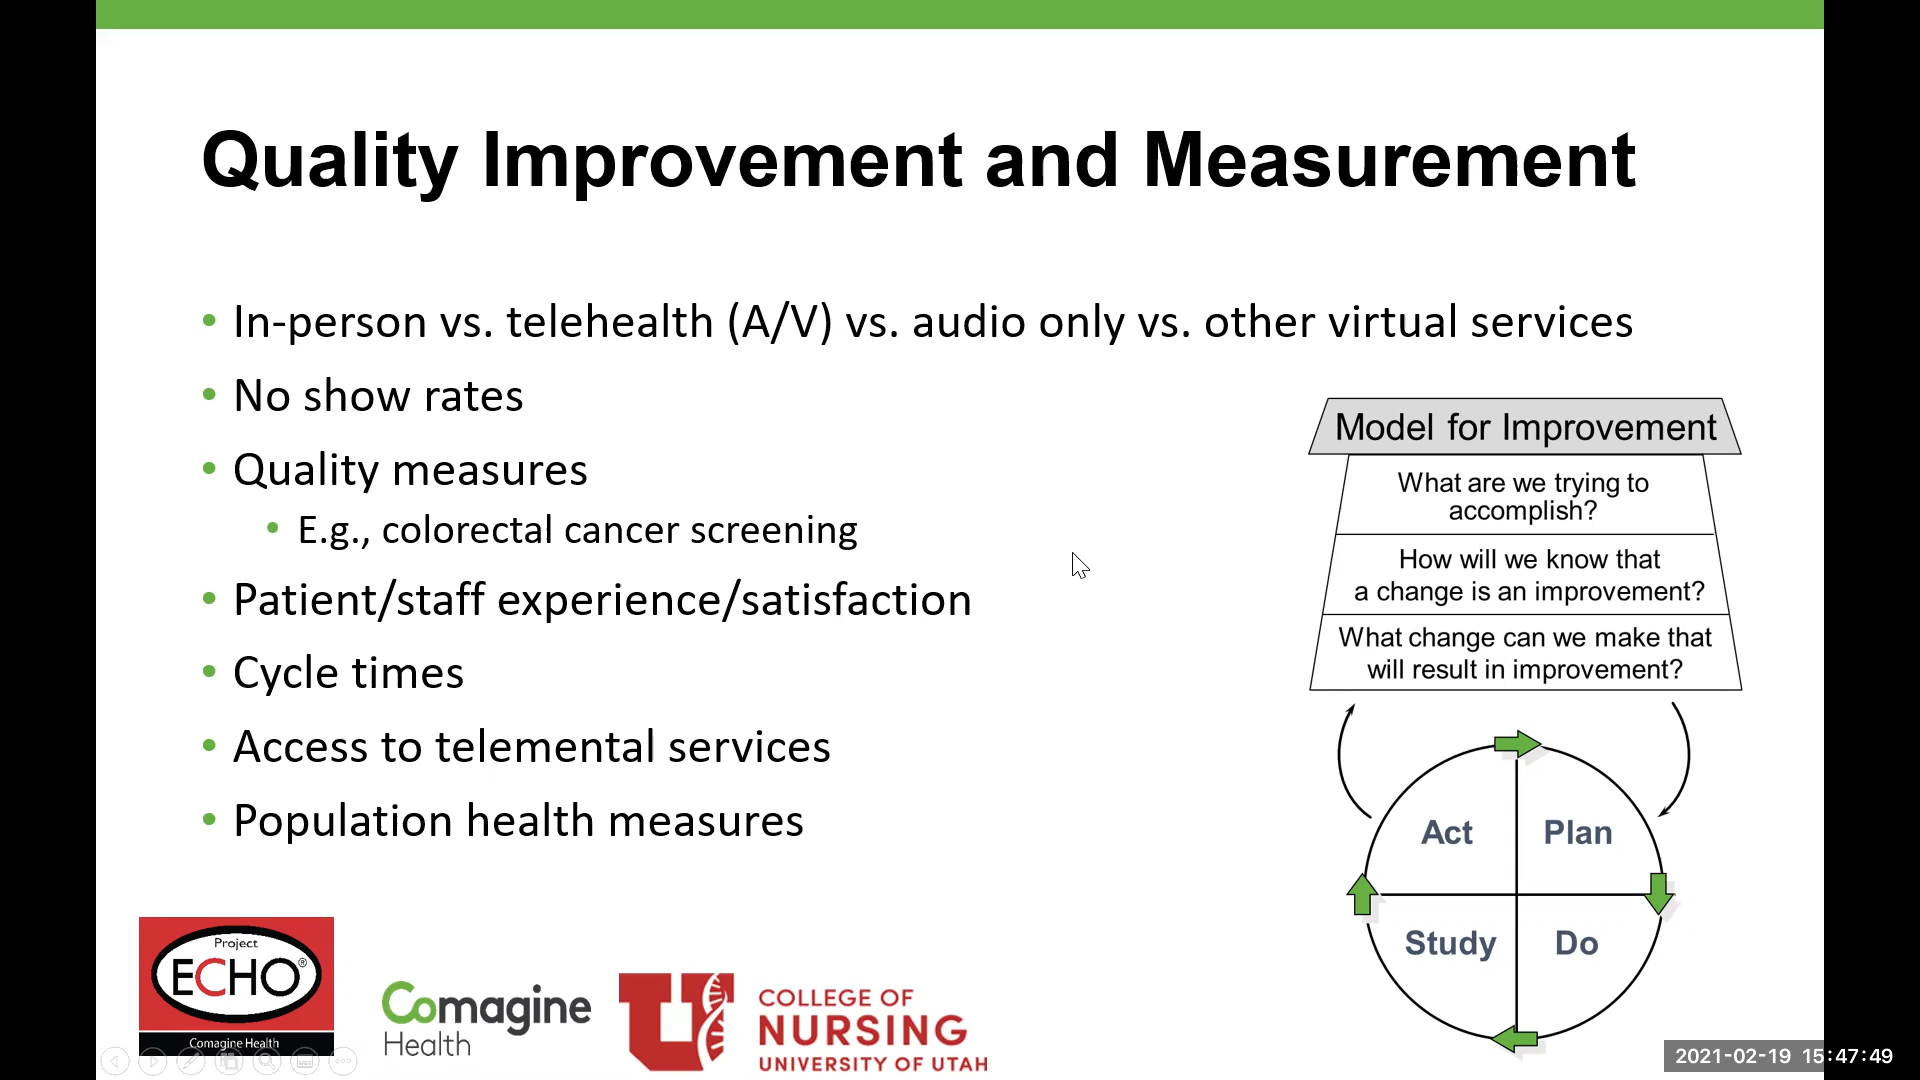 Quality Improvement and Measurement
• In-person vs. telehealth (A/V) vs. audio only vs. other virtual services
• No show rates
• Quality measures
• E.g., colorectal cancer screening
• Patient/staff experience/satisfaction
• Cycle times
• Access to telemental services
• Population health measures
Model for Improvement
What are we trying to
accomplish?
How will we know that
a change is an improvement?
What change can we make that
will result in improvement?
Act
Plan
Study
Do
Project
ECHO®
Comagine Health
Comagine
Health
U
COLLEGE OF
NURSING
UNIVERSITY OF UTAH
2021-02-19 15:47:49